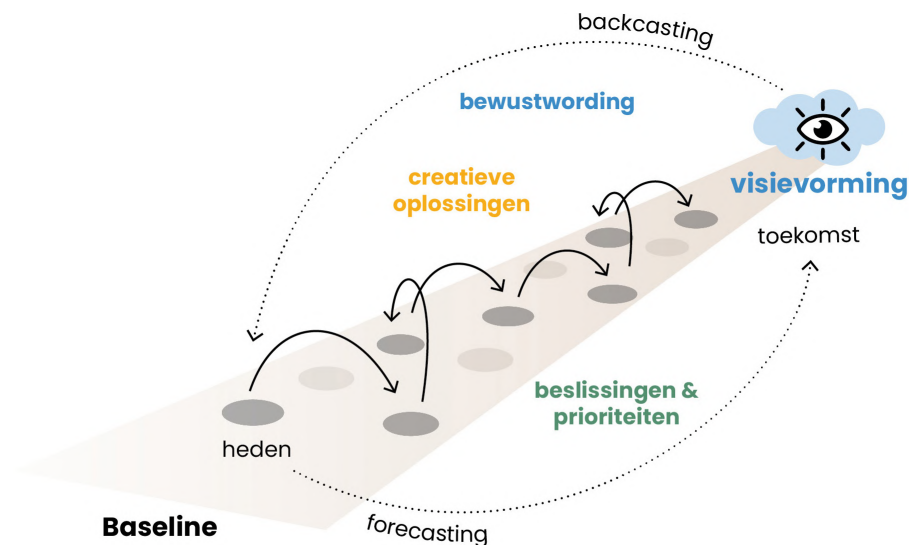 backcasting
bewustwording
creatieve
oplossingen
visievorming
toekomst
beslissingen &
prioriteiten
heden
Baseline
forecasting